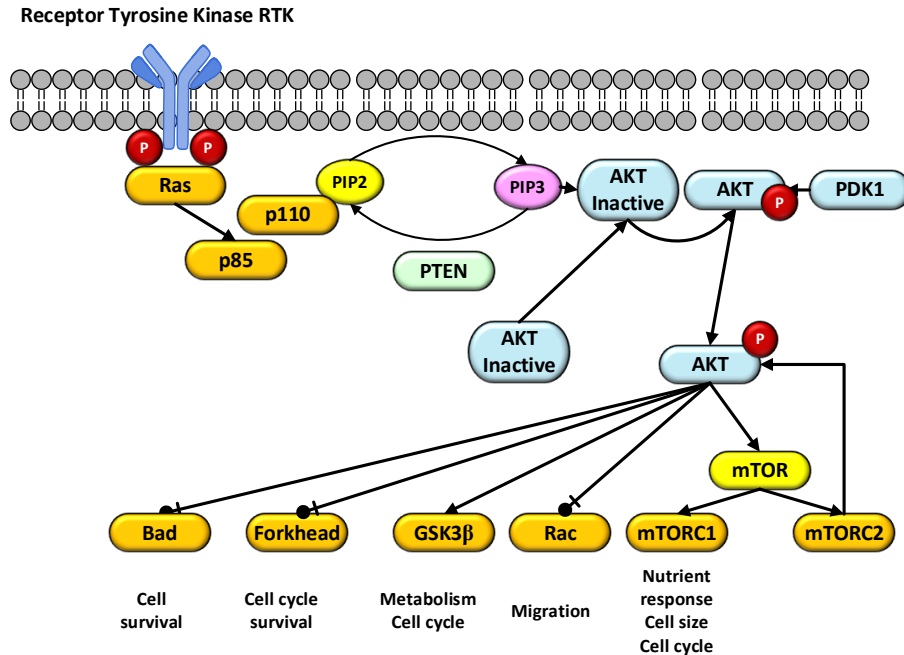 Receptor Tyrosine Kinase RTK
P
P
Ras
p110
p85
PIP2
PIP3
PTEN
AKT
Inactive
AKT
P
PDK1
AKT
Inactive
AKT
P
mTOR
Bad
Forkhead
GSK3β
Rac
mTORC1
mTORC2
Cell
survival
Cell cycle
survival
Metabolism
Cell cycle
Migration
Nutrient
response
Cell size
Cell cycle